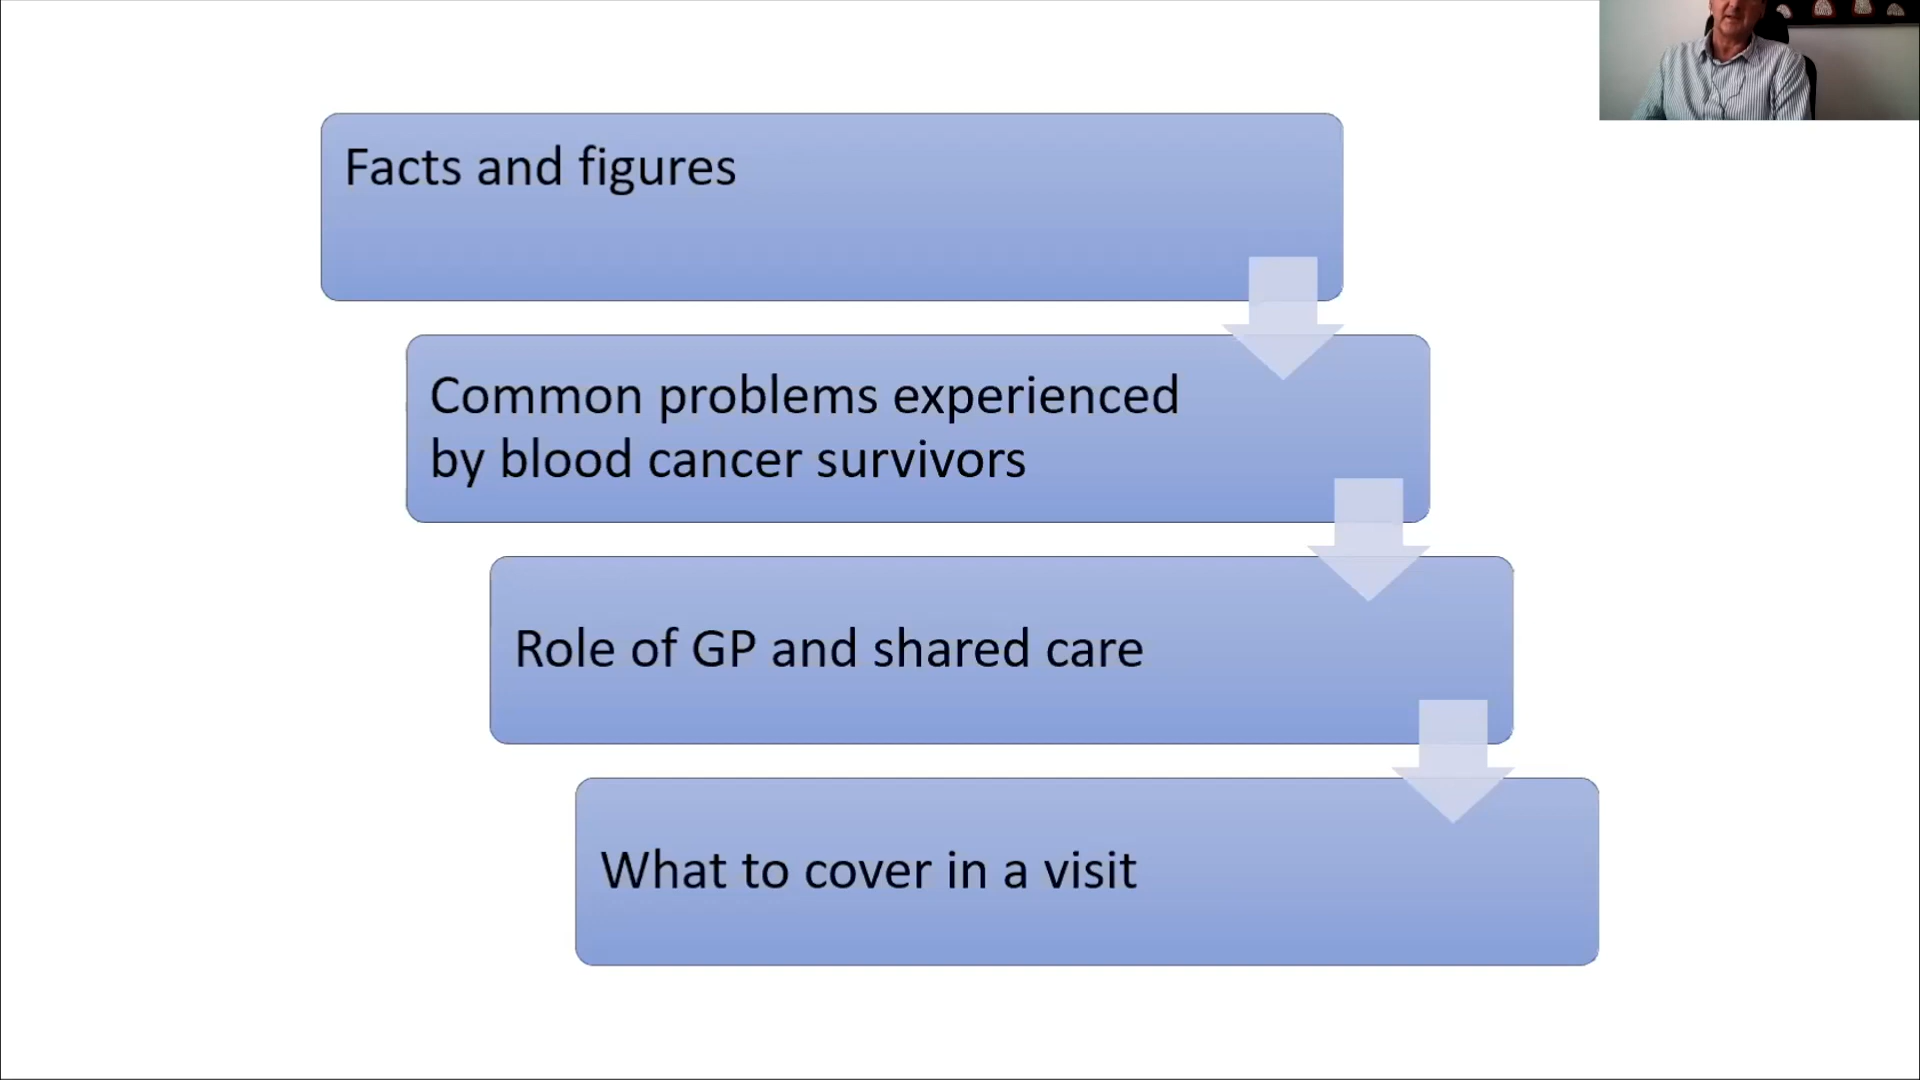 Facts and figures
Common problems experienced
by blood cancer survivors
Role of GP and shared care
What to cover in a visit